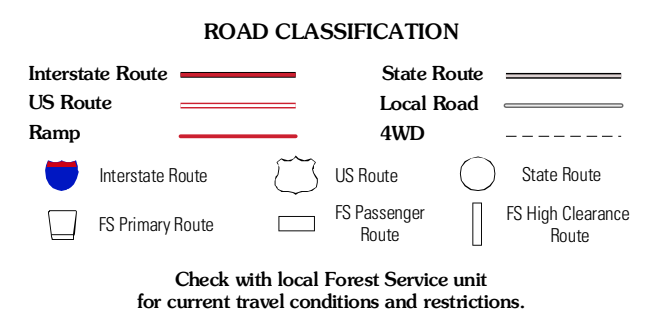 ROAD CLASSIFICATION
Interstate Route
State Route
US Route
Local Road
Ramp
4WD
Interstate Route
US Route
State Route
FS Primary Route
FS Passenger
Route
FS High Clearance
Route
Check with local Forest Service unit
for current travel conditions and restrictions.